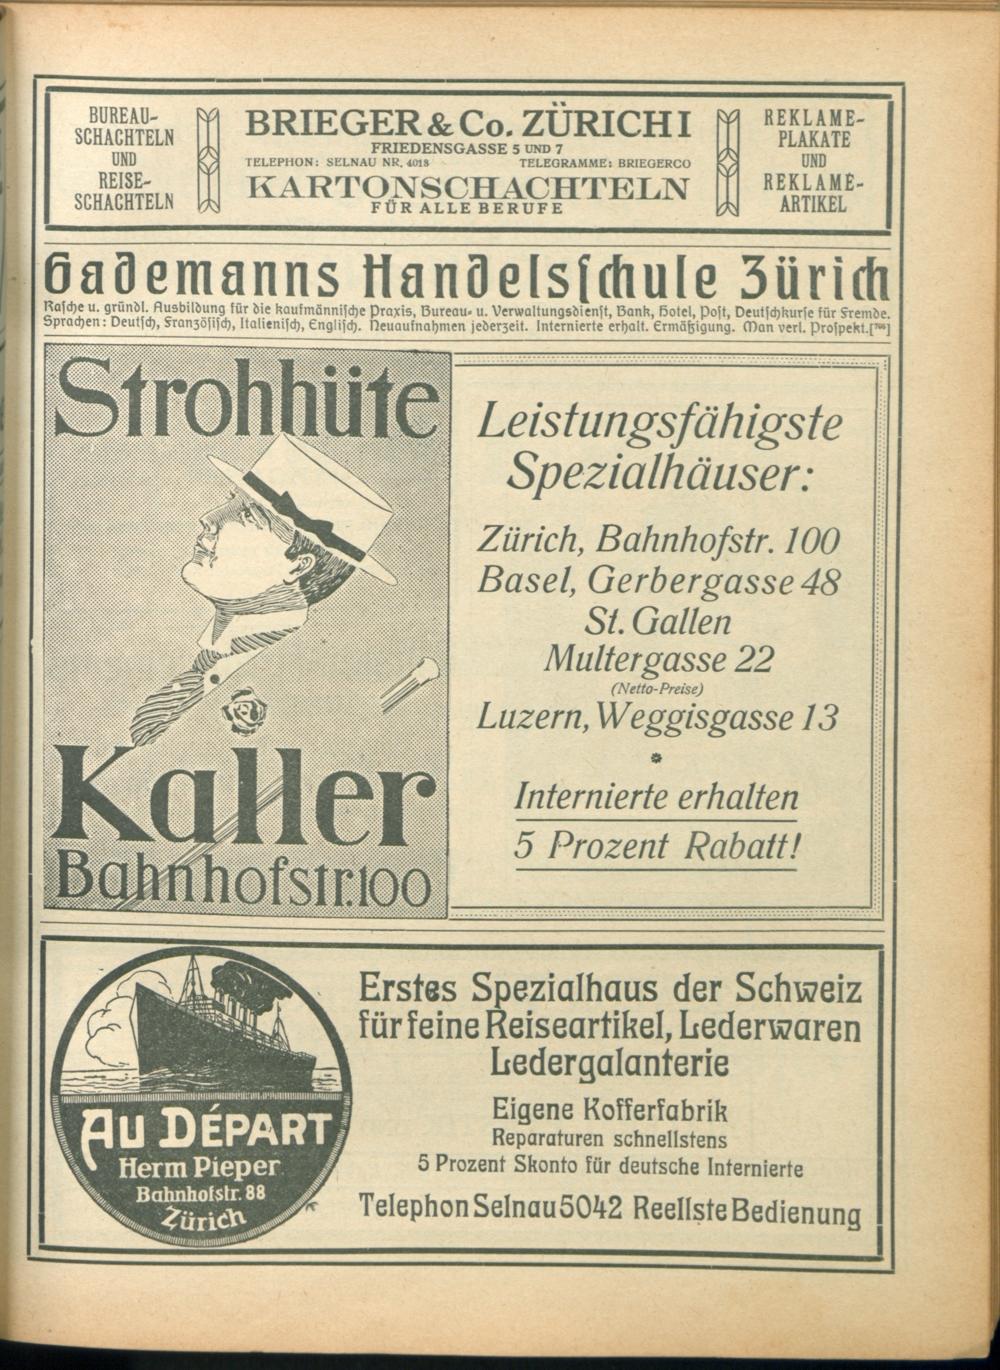 BUREAU-
SCHACHTELN
UND
REISE-
SCHACHTELN
BRIEGER & Co. ZÜRICH I
FRIEDENSGASSE 5 UND 7
TELEPHON: SELNAU NR. 4018 TELEGRAMME: BRIEGERCO
KARTONSCHACHTELN
FÜR ALLE BERUFE
REKLAME-
PLAKATE
UND
REKLAME-
ARTIKEL
Gademanns Handelsſchule Zürich
Raſche u. gründl. Ausbildung für die kaufmänniſche Praxis, Bureau- u. Verwaltungsdienſt, Bank, Hotel, Poſt, Deutſchkurſe für Fremde.
Sprachen: Deutſch, Franzöſiſch, Italieniſch, Engliſch. Neuaufnahmen jederzeit. Internierte erhalt. Ermäßigung. Man verl. Proſpekt.
Strohhüte
Kaller
Bahnhofstr. 100
Leistungsfähigste
Spezialhäuser:
Zürich, Bahnhofstr. 100
Basel, Gerbergasse 48
St. Gallen
Multergasse 22
(Netto-Preise)
Luzern, Weggisgasse 13
Internierte erhalten
5 Prozent Rabatt!
AU DÉPART
Herm Pieper
Bahnhofstr. 88
Zürich
Erstes Spezialhaus der Schweiz
für feine Reiseartikel, Lederwaren
Ledergalanterie
Eigene Kofferfabrik
Reparaturen schnellstens
5 Prozent Skonto für deutsche Internierte
Telephon Selnau 5042 Reellste Bedienung